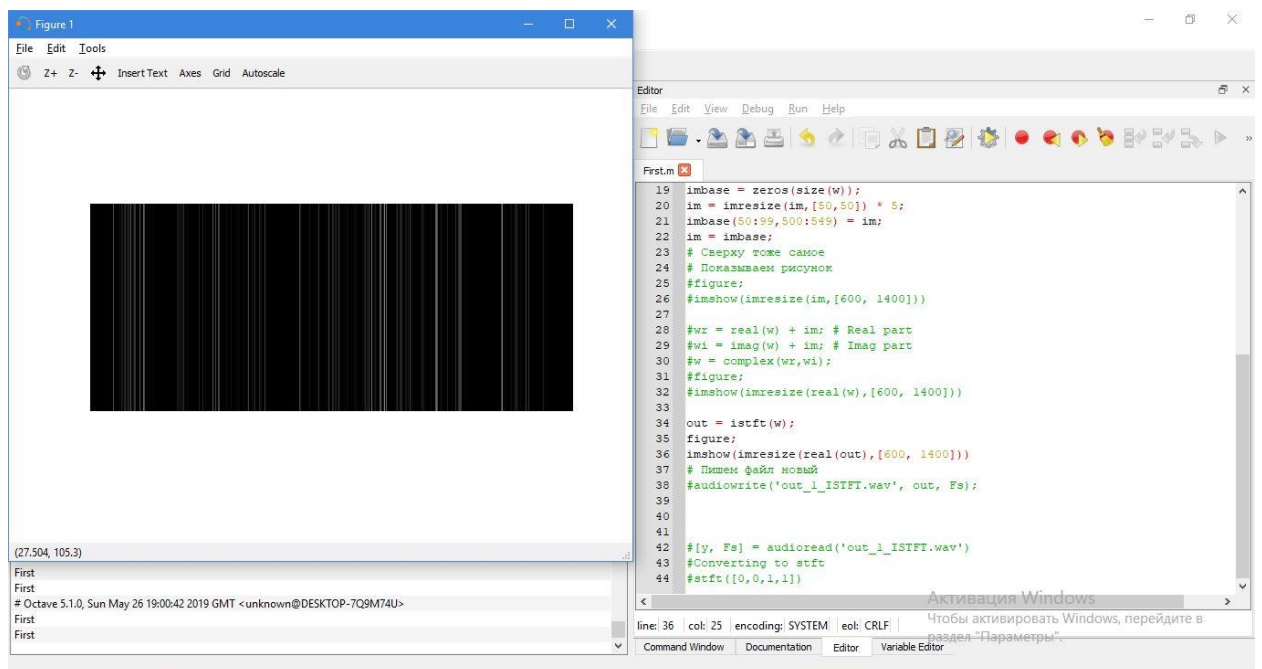 Figure 1
File Edit Tools
Z+ Z- Insert Text Axes Grid Autoscale
(27.504, 105.3)
First
First
# Octave 5.1.0, Sun May 26 19:00:42 2019 GMT <unknown@DESKTOP-7Q9M74U>
First
First
Editor
File Edit View Debug Run Help
»
First.m
19 imbase = zeros(size(w));
20 im = imresize(im,[50,50]) * 5;
21 imbase(50:99,500:549) = im;
22 im = imbase;
23 # Сверху тоже самое
24 # Показываем рисунок
25 #figure;
26 #imshow(imresize(im,[600, 1400]))
27
28 #wr = real(w) + im; # Real part
29 #wi = imag(w) + im; # Imag part
30 #w = complex(wr,wi);
31 #figure;
32 #imshow(imresize(real(w),[600, 1400]))
33
34 out = istft(w);
35 figure;
36 imshow(imresize(real(out),[600, 1400]))
37 # Пишем файл новый
38 #audiowrite('out_1_ISTFT.wav', out, Fs);
39
40
41
42 #[y, Fs] = audioread('out_1_ISTFT.wav')
43 #Converting to stft
44 #stft([0,0,1,1])
line: 36 col: 25 encoding: SYSTEM eol: CRLF
Command Window Documentation Editor Variable Editor
Активация Windows
Чтобы активировать Windows, перейдите в
раздел "Параметры".